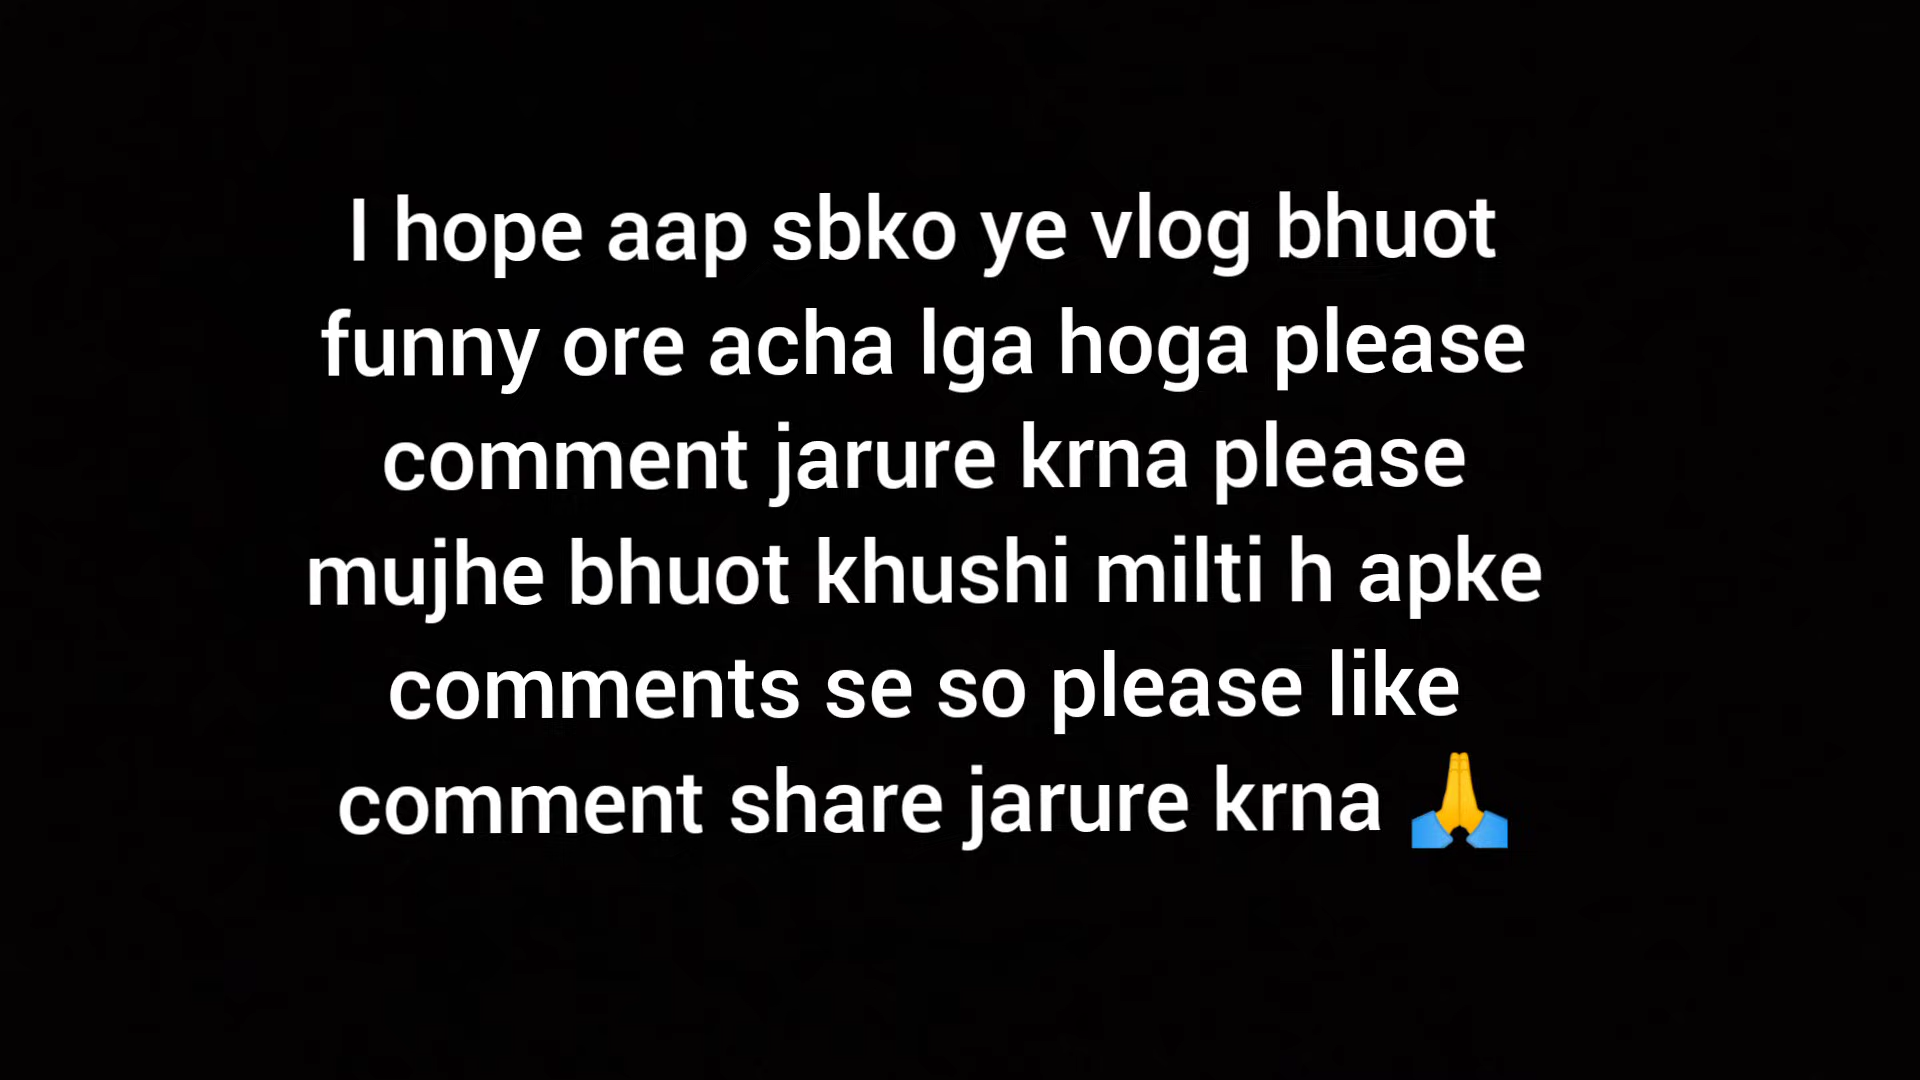 I hope aap sbko ye vlog bhuot
funny ore acha lga hoga please
comment jarure krna please
mujhe bhuot khushi milti h apke
comments se so please like
comment share jarure krna 🙏